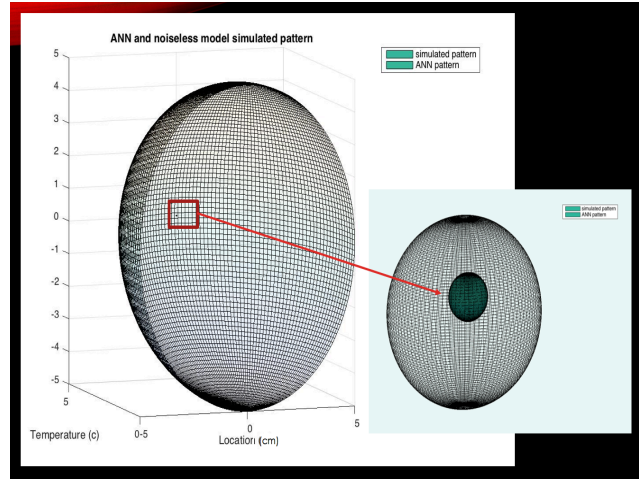 ANN and noiseless model simulated pattern
simulated pattern
ANN pattern
5
4
3
2
1
0
-1
-2
-3
-4
-5
5
0-5
0
5
Temperature (c)
Location (cm)
simulated pattern
ANN pattern